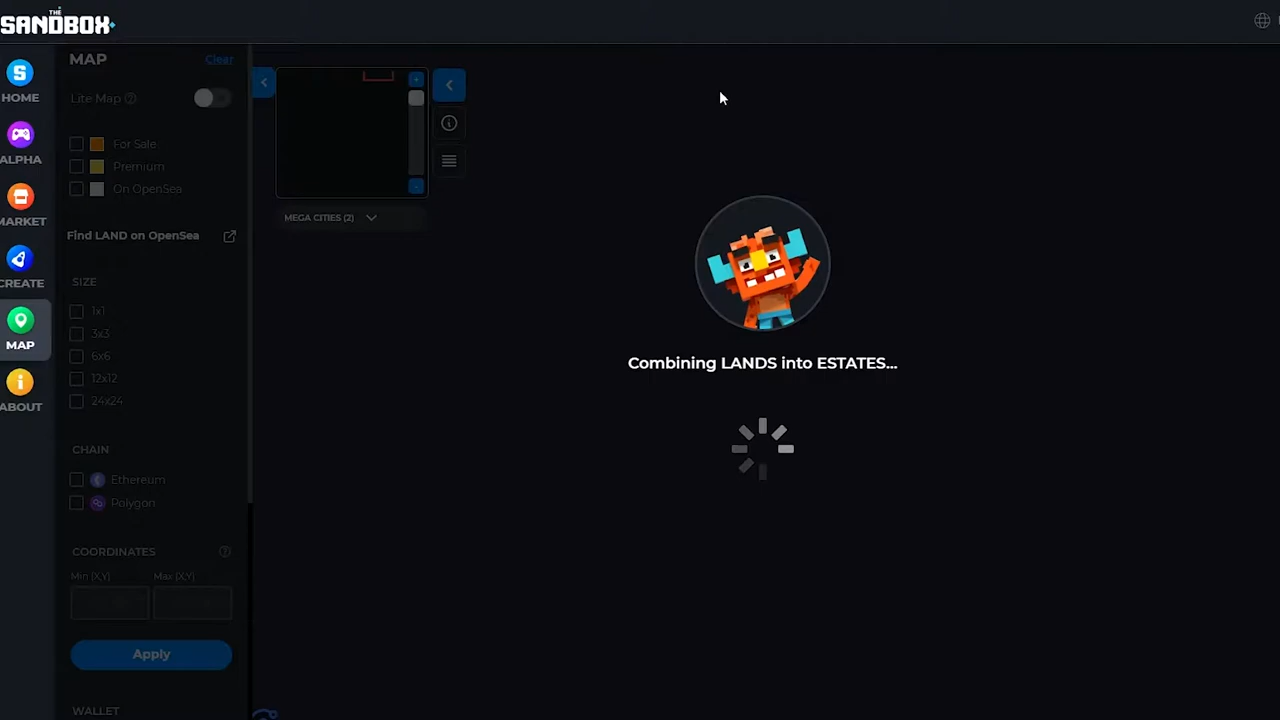 THE
SANDBOX
HOME
ALPHA
MARKET
CREATE
MAP
ABOUT
MAP
Clear
Lite Map
For Sale
Premium
On OpenSea
Find LAND on OpenSea
SIZE
1x1
3x3
6x6
12x12
24x24
CHAIN
Ethereum
Polygon
COORDINATES
Min (X,Y) Max (X,Y)
Apply
WALLET
MEGA CITIES (2)
Combining LANDS into ESTATES...